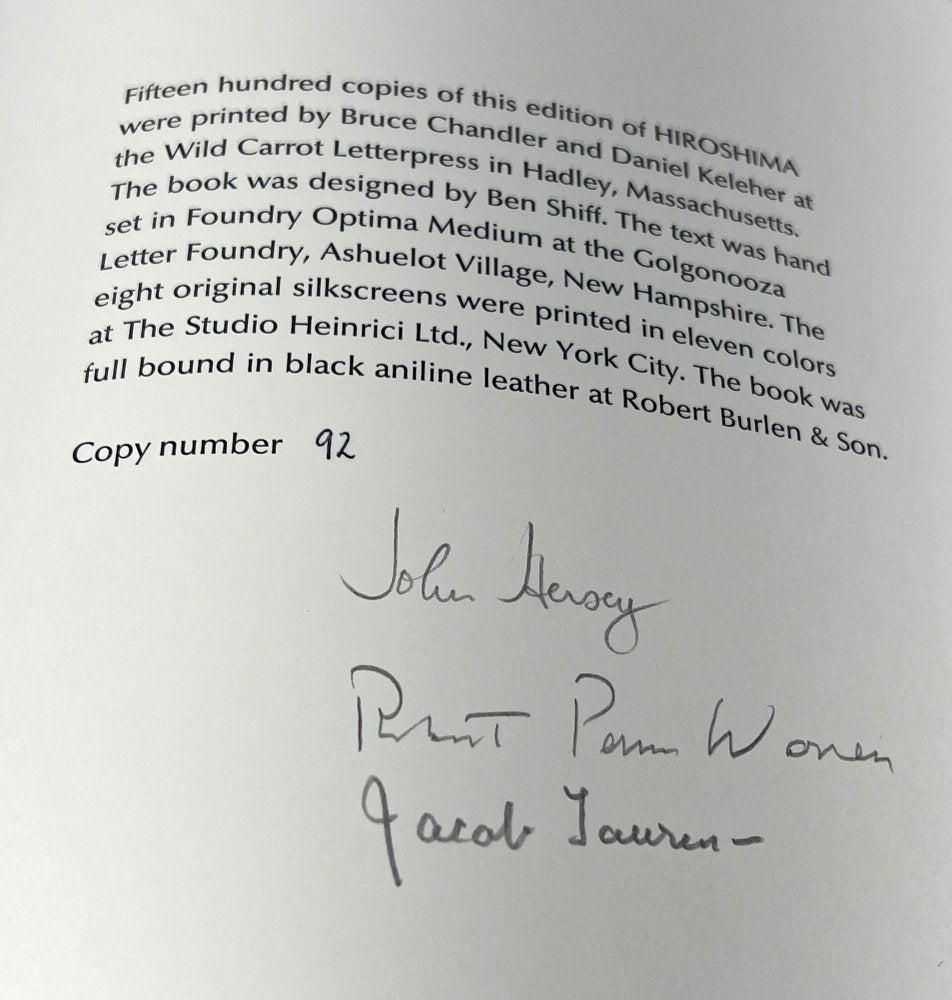 Fifteen hundred copies of this edition of HIROSHIMA
were printed by Bruce Chandler and Daniel Keleher at
the Wild Carrot Letterpress in Hadley, Massachusetts.
The book was designed by Ben Shiff. The text was hand
set in Foundry Optima Medium at the Golgonooza
Letter Foundry, Ashuelot Village, New Hampshire. The
eight original silkscreens were printed in eleven colors
at The Studio Heinrici Ltd., New York City. The book was
full bound in black aniline leather at Robert Burlen & Son.
Copy number 92
John Hersey
Robert Penn Warren
Jacob Lawrence